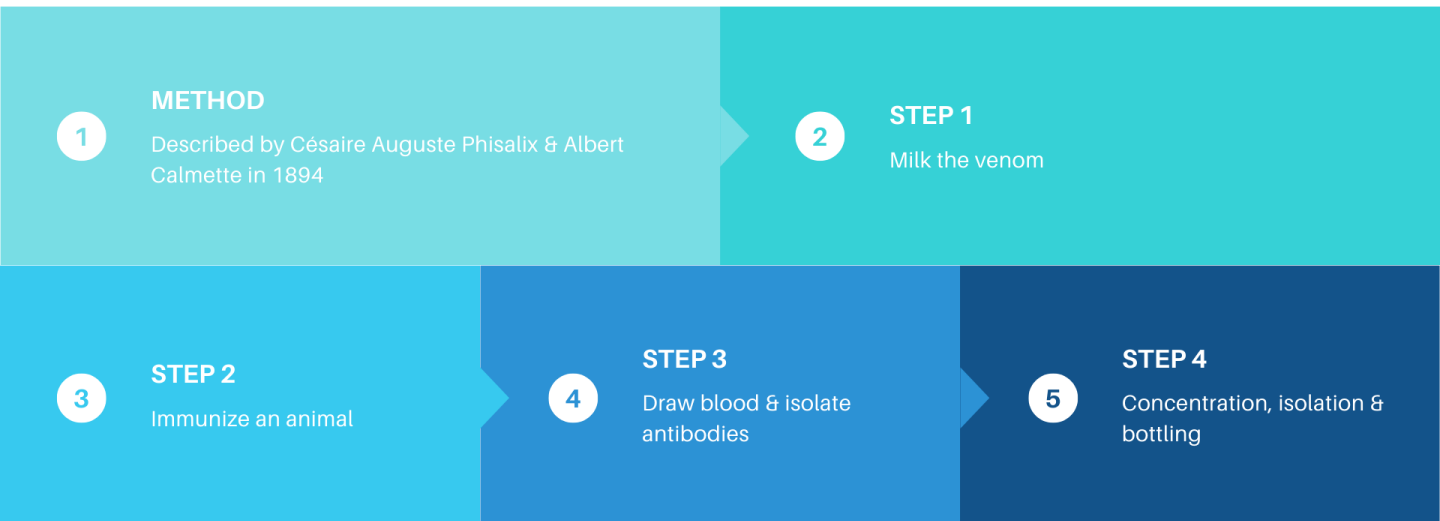 1
METHOD
Described by Césaire Auguste Phisalix & Albert
Calmette in 1894
2
STEP 1
Milk the venom
3
STEP 2
Immunize an animal
4
STEP 3
Draw blood & isolate
antibodies
5
STEP 4
Concentration, isolation &
bottling